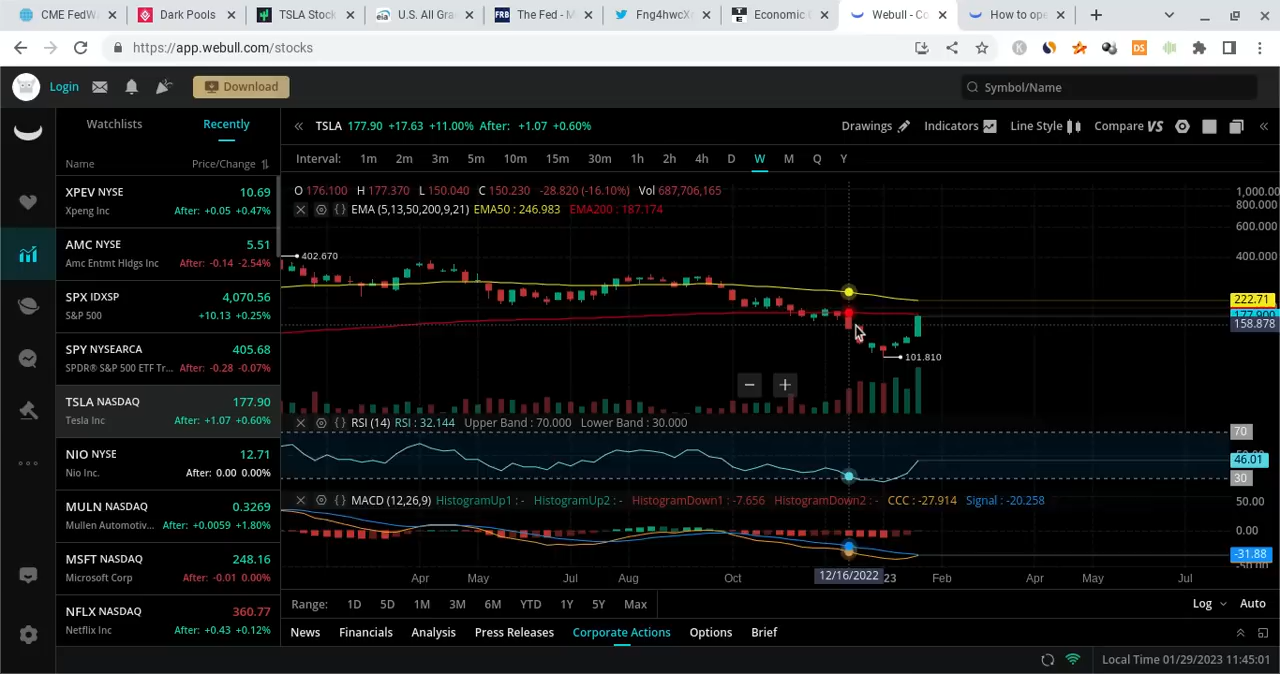 CME FedW Dark Pools TSLA Stock U.S. All Gra The Fed - M Fng4hwcX Economic Webull - Co How to ope
https://app.webull.com/stocks
Login Download Symbol/Name
Watchlists Recently
Name Price/Change
XPEV NYSE 10.69
Xpeng Inc After: +0.05 +0.47%
AMC NYSE 5.51
Amc Entmt Hldgs Inc After: -0.14 -2.54%
SPX IDXSP 4,070.56
S&P 500 +10.13 +0.25%
SPY NYSEARCA 405.68
SPDR® S&P 500 ET Tr... After: -0.28 -0.07%
TSLA NASDAQ 177.90
Tesla Inc After: +1.07 +0.60%
NIO NYSE 12.71
Nio Inc. After: 0.00 0.00%
MULN NASDAQ 0.3269
Mullen Automotiv... After: +0.0059 +1.80%
MSFT NASDAQ 248.16
Microsoft Corp After: -0.01 0.00%
NFLX NASDAQ 360.77
Netflix Inc After: +0.43 +0.12%
TSLA 177.90 +17.63 +11.00% After: +1.07 +0.60% Drawings Indicators Line Style Compare VS
Interval: 1m 2m 3m 5m 10m 15m 30m 1h 2h 4h D W M Q Y
O 176.100 H 177.370 L 150.040 C 150.230 -28.820 (-16.10%) Vol 687,706,165
EMA (5,13,50,200,9,21) EMA50 : 246.983 EMA200 : 187.174
402.670
101.810
1,000.00
800.000
600.000
400.000
222.71
177.900
158.878
RSI (14) RSI : 32.144 Upper Band : 70.000 Lower Band : 30.000
70
46.01
30
MACD (12,26,9) HistogramUp1 : - HistogramUp2 : - HistogramDown1 : -7.656 HistogramDown2 : - CCC : -27.914 Signal : -20.258
50.00
0.00
-31.88
-50.00
Apr May Jul Aug Oct 12/16/2022 23 Feb Apr May Jul
Range: 1D 5D 1M 3M 6M YTD 1Y 5Y Max Log Auto
News Financials Analysis Press Releases Corporate Actions Options Brief
Local Time 01/29/2023 11:45:01